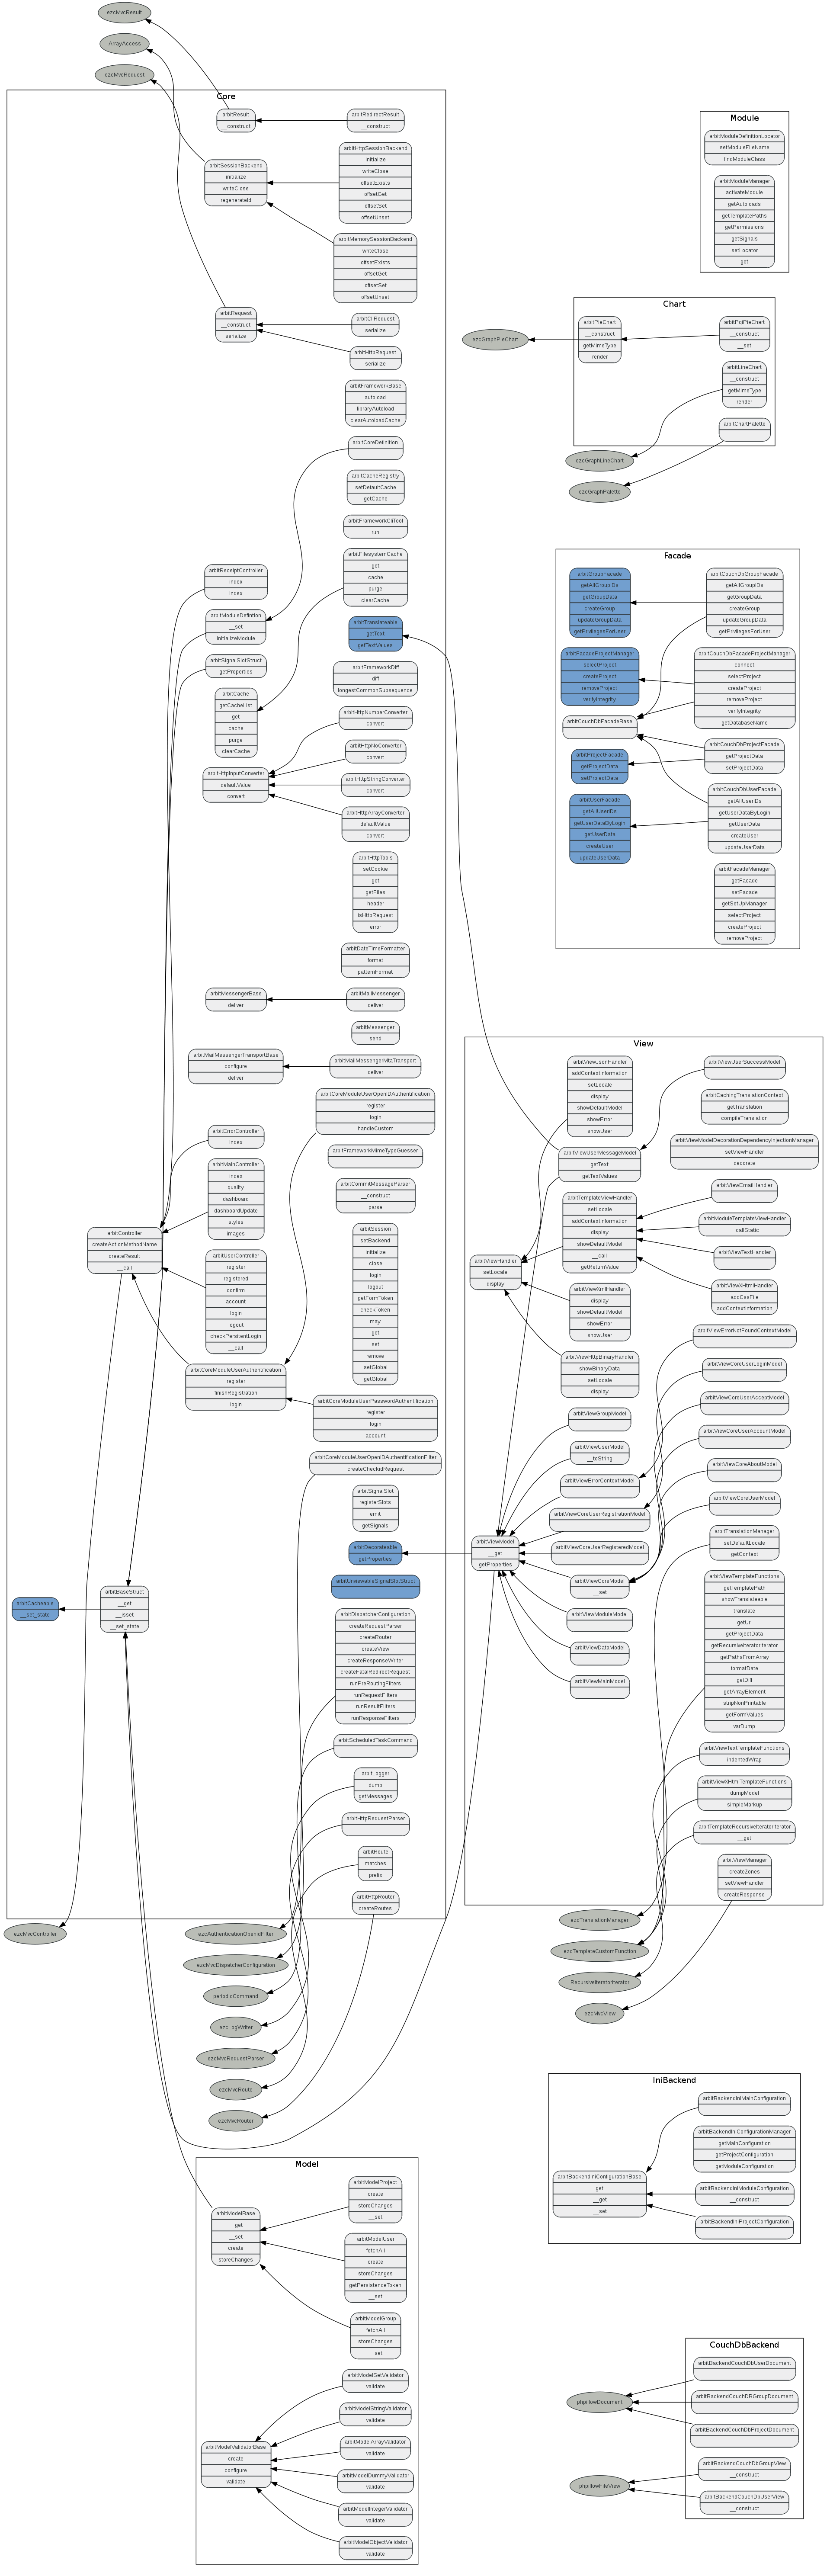 ezcMvcResult
ArrayAccess
ezcMvcRequest
Core
arbitResult
__construct
arbitRedirectResult
__construct
arbitSessionBackend
initialize
writeClose
regenerateId
arbitHttpSessionBackend
initialize
writeClose
offsetExists
offsetGet
offsetSet
offsetUnset
arbitMemorySessionBackend
writeClose
offsetExists
offsetGet
offsetSet
offsetUnset
arbitRequest
__construct
serialize
arbitCliRequest
serialize
arbitHttpRequest
serialize
arbitFrameworkBase
autoload
libraryAutoload
clearAutoloadCache
arbitCoreDefinition
arbitCacheRegistry
setDefaultCache
getCache
arbitFrameworkCliTool
run
arbitFilesystemCache
get
cache
purge
clearCache
arbitReceiptController
index
index
arbitModuleDefintion
__set
initializeModule
arbitTranslateable
getText
getTextValues
arbitSignalSlotStruct
getProperties
arbitFrameworkDiff
diff
longestCommonSubsequence
arbitCache
getCacheList
get
cache
purge
clearCache
arbitHttpNumberConverter
convert
arbitHttpNoConverter
convert
arbitHttpInputConverter
defaultValue
convert
arbitHttpStringConverter
convert
arbitHttpArrayConverter
defaultValue
convert
arbitHttpTools
setCookie
get
getFiles
header
isHttpRequest
error
arbitDateTimeFormatter
format
patternFormat
arbitMessengerBase
deliver
arbitMailMessenger
deliver
arbitMessenger
send
arbitMailMessengerTransportBase
configure
deliver
arbitMailMessengerMtaTransport
deliver
arbitCoreModuleUserOpenIDAuthentification
register
login
handleCustom
arbitErrorController
index
arbitFrameworkMimeTypeGuesser
arbitMainController
index
quality
dashboard
dashboardUpdate
styles
images
arbitCommitMessageParser
__construct
parse
arbitController
createActionMethodName
createResult
__call
arbitSession
setBackend
initialize
close
login
logout
getFormToken
checkToken
may
get
set
remove
setGlobal
getGlobal
arbitUserController
register
registered
confirm
account
login
logout
checkPersitentLogin
__call
arbitCoreModuleUserAuthentification
register
finishRegistration
login
arbitCoreModuleUserPasswordAuthentification
register
login
account
arbitCoreModuleUserOpenIDAuthentificationFilter
createCheckidRequest
arbitSignalSlot
registerSlots
emit
getSignals
arbitDecorateable
getProperties
arbitUnviewableSignalSlotStruct
arbitCacheable
__set_state
arbitBaseStruct
__get
__isset
__set_state
arbitDispatcherConfiguration
createRequestParser
createRouter
createView
createResponseWriter
createFatalRedirectRequest
runPreRoutingFilters
runRequestFilters
runResultFilters
runResponseFilters
arbitScheduledTaskCommand
arbitLogger
dump
getMessages
arbitHttpRequestParser
arbitRoute
matches
prefix
arbitHttpRouter
createRoutes
ezcMvcController
ezcAuthenticationOpenidFilter
ezcMvcDispatcherConfiguration
periodicCommand
ezcLogWriter
ezcMvcRequestParser
ezcMvcRoute
ezcMvcRouter
Model
arbitModelBase
__get
__set
create
storeChanges
arbitModelProject
create
storeChanges
__set
arbitModelUser
fetchAll
create
storeChanges
getPersistenceToken
__set
arbitModelGroup
fetchAll
storeChanges
__set
arbitModelSetValidator
validate
arbitModelStringValidator
validate
arbitModelValidatorBase
create
configure
validate
arbitModelArrayValidator
validate
arbitModelDummyValidator
validate
arbitModelIntegerValidator
validate
arbitModelObjectValidator
validate
Module
arbitModuleDefinitionLocator
setModuleFileName
findModuleClass
arbitModuleManager
activateModule
getAutoloads
getTemplatePaths
getPermissions
getSignals
setLocator
get
Chart
ezcGraphPieChart
arbitPieChart
__construct
getMimeType
render
arbitPqlPieChart
__construct
__set
arbitLineChart
__construct
getMimeType
render
arbitChartPalette
ezcGraphLineChart
ezcGraphPalette
Facade
arbitGroupFacade
getAllGroupIDs
getGroupData
createGroup
updateGroupData
getPrivilegesForUser
arbitCouchDbGroupFacade
getAllGroupIDs
getGroupData
createGroup
updateGroupData
getPrivilegesForUser
arbitFacadeProjectManager
selectProject
createProject
removeProject
verifyIntegrity
arbitCouchDbFacadeProjectManager
connect
selectProject
createProject
removeProject
verifyIntegrity
getDatabaseName
arbitCouchDbFacadeBase
arbitProjectFacade
getProjectData
setProjectData
arbitCouchDbProjectFacade
getProjectData
setProjectData
arbitUserFacade
getAllUserIDs
getUserDataByLogin
getUserData
createUser
updateUserData
arbitCouchDbUserFacade
getAllUserIDs
getUserDataByLogin
getUserData
createUser
updateUserData
arbitFacadeManager
getFacade
setFacade
getSetUpManager
selectProject
createProject
removeProject
View
arbitViewJsonHandler
addContextInformation
setLocale
display
showDefaultModel
showError
showUser
arbitViewUserSuccessModel
arbitCachingTranslationContext
getTranslation
compileTranslation
arbitViewUserMessageModel
getText
getTextValues
arbitViewModelDecorationDependencyInjectionManager
setViewHandler
decorate
arbitTemplateViewHandler
setLocale
addContextInformation
display
showDefaultModel
__call
getReturnValue
arbitViewEmailHandler
arbitModuleTemplateViewHandler
__callStatic
arbitViewTextHandler
arbitViewXHtmlHandler
addCssFile
addContextInformation
arbitViewHandler
setLocale
display
arbitViewXmlHandler
display
showDefaultModel
showError
showUser
arbitViewHttpBinaryHandler
showBinaryData
setLocale
display
arbitViewErrorNotFoundContextModel
arbitViewCoreUserLoginModel
arbitViewCoreUserAcceptModel
arbitViewGroupModel
arbitViewUserModel
__toString
arbitViewCoreUserAccountModel
arbitViewErrorContextModel
arbitViewCoreAboutModel
arbitViewCoreUserRegistrationModel
arbitViewCoreUserModel
arbitViewModel
__get
getProperties
arbitViewCoreUserRegisteredModel
arbitTranslationManager
setDefaultLocale
getContext
arbitViewCoreModel
__set
arbitViewModuleModel
arbitViewDataModel
arbitViewMainModel
arbitViewTemplateFunctions
getTemplatePath
showTranslateable
translate
getUrl
getProjectData
getRecursiveIteratorIterator
getPathsFromArray
formatDate
getDiff
getArrayElement
stripNonPrintable
getFormValues
varDump
arbitViewTextTemplateFunctions
indentedWrap
arbitViewXHtmlTemplateFunctions
dumpModel
simpleMarkup
arbitTemplateRecursiveIteratorIterator
__get
arbitViewManager
createZones
setViewHandler
createResponse
ezcTranslationManager
ezcTemplateCustomFunction
RecursiveIteratorIterator
ezcMvcView
IniBackend
arbitBackendIniMainConfiguration
arbitBackendIniConfigurationManager
getMainConfiguration
getProjectConfiguration
getModuleConfiguration
arbitBackendIniConfigurationBase
get
__get
__set
arbitBackendIniModuleConfiguration
__construct
arbitBackendIniProjectConfiguration
CouchDbBackend
arbitBackendCouchDbUserDocument
phpillowDocument
arbitBackendCouchDBGroupDocument
arbitBackendCouchDbProjectDocument
phpillowFileView
arbitBackendCouchDbGroupView
__construct
arbitBackendCouchDbUserView
__construct